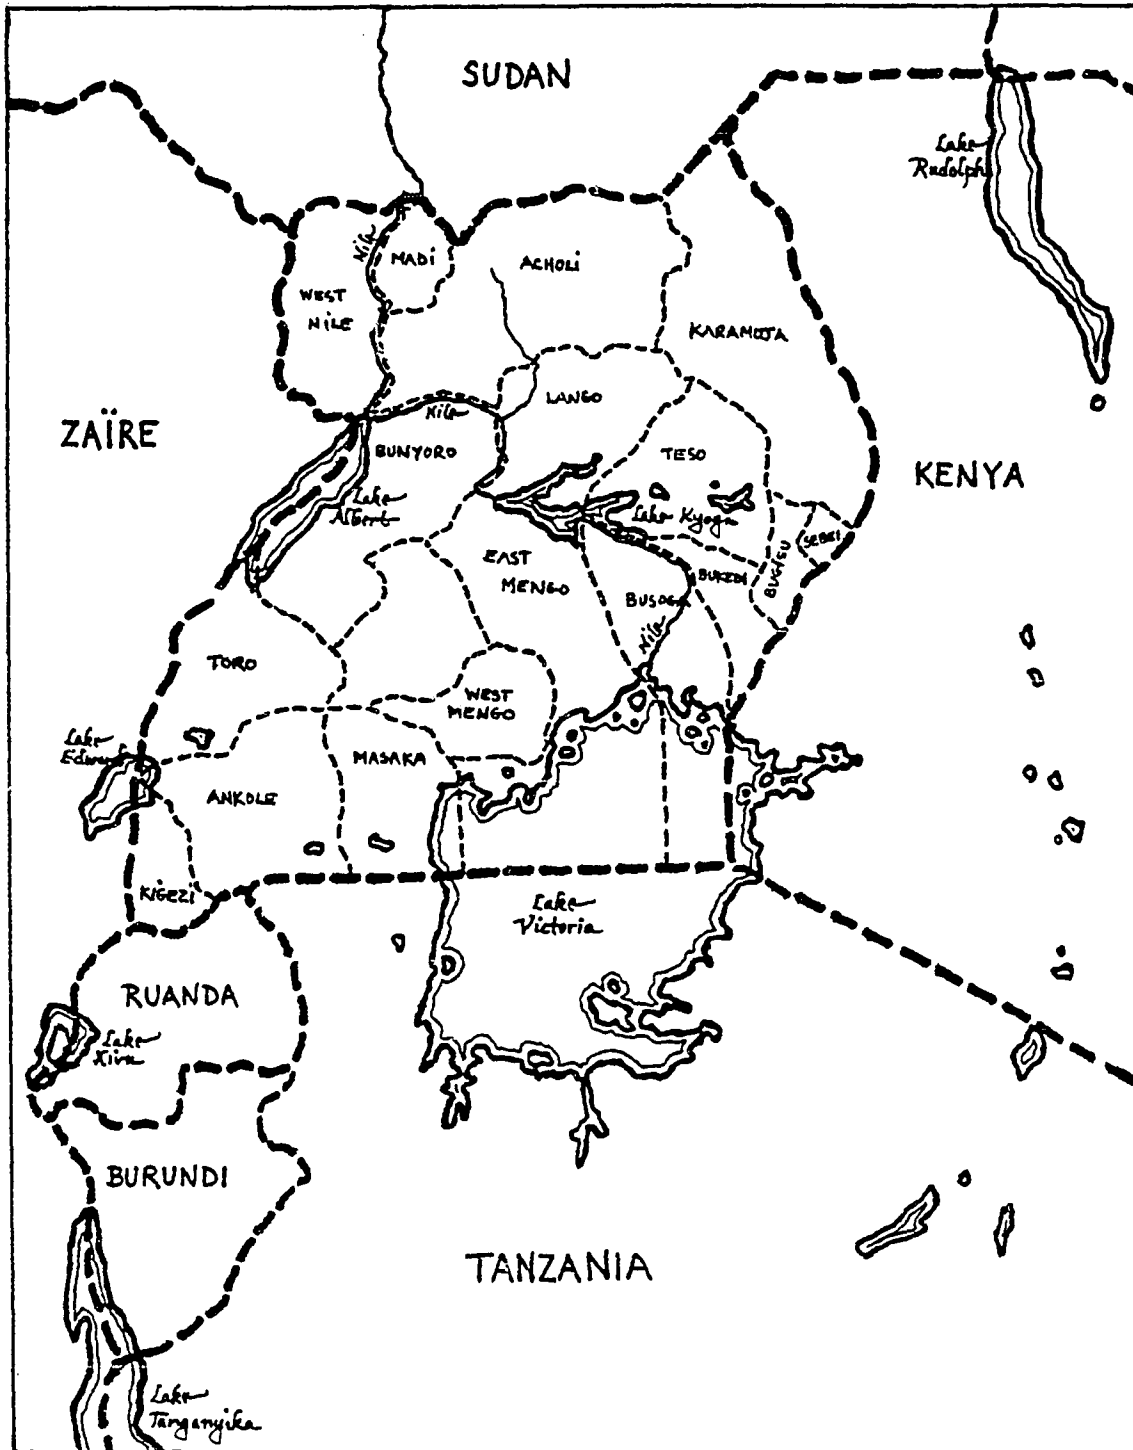 SUDAN
Lake
Rudolph
Nile
MADI
ACHOLI
WEST
NILE
KARAMOJA
ZAÏRE
Nile
LANGO
BUNYORO
TESO
KENYA
Lake
Albert
Lake Kyoga
EAST
MENGO
SEBEI
BUGISU
BUKEDI
BUSOGA
Nile
TORO
WEST
MENGO
Lake
Edward
MASAKA
ANKOLE
KIGEZI
Lake
Victoria
RUANDA
Lake
Kivu
BURUNDI
TANZANIA
Lake
Tanganyika